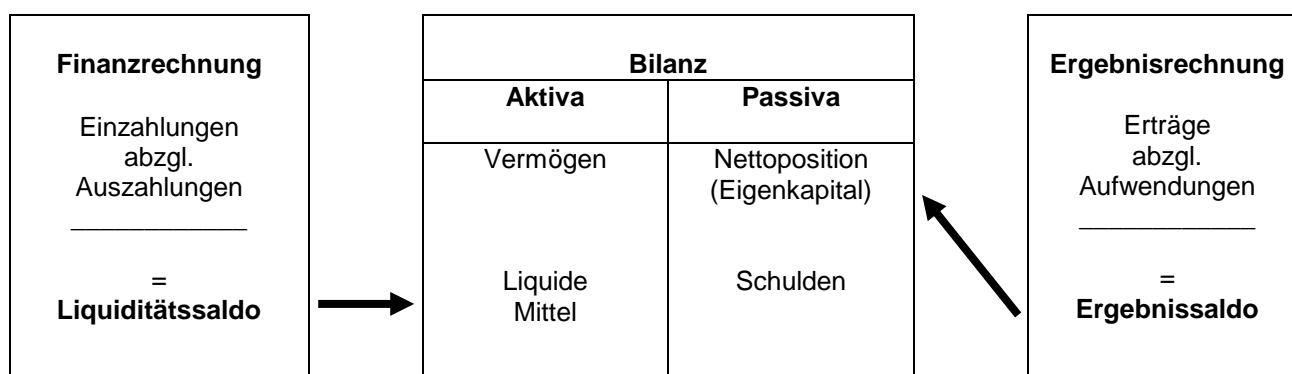 Finanzrechnung
Einzahlungen
abzgl.
Auszahlungen
=
Liquiditätssaldo
Bilanz
Aktiva
Passiva
Vermögen
Nettoposition
(Eigenkapital)
Liquide
Mittel
Schulden
Ergebnisrechnung
Erträge
abzgl.
Aufwendungen
=
Ergebnissaldo